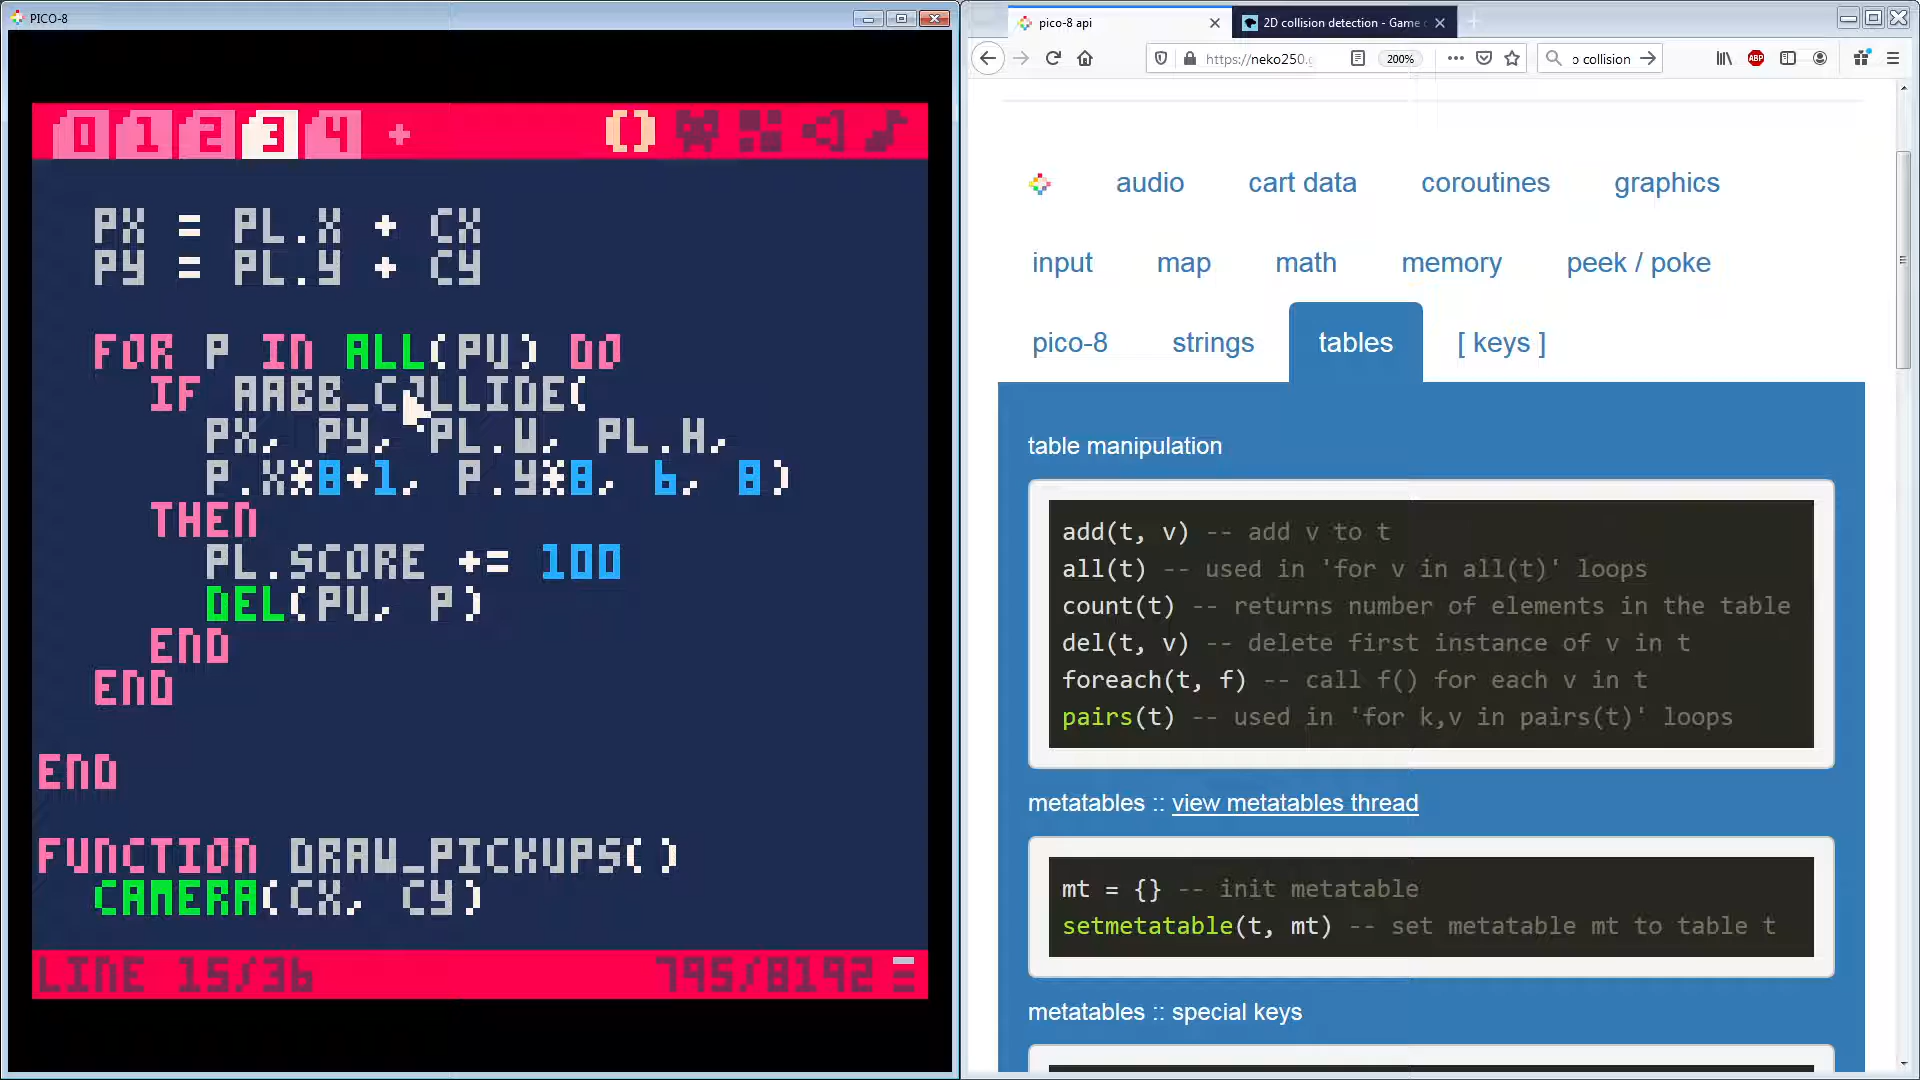 PICO-8
0 1 2 3 4 +
PX = PL.X + CX
PY = PL.Y + CY
FOR P IN ALL(PU) DO
IF AABB_COLLIDE(
PX, PY, PL.W, PL.H,
P.X*8+1, P.Y*8, 6, 8)
THEN
PL.SCORE += 100
DEL(PU, P)
END
END
END
FUNCTION DRAW_PICKUPS()
CAMERA(CX, CY)
LINE 15/36
795/8192
pico-8 api
2D collision detection - Game
https://neko250.
200%
collision
ABP
audio cart data coroutines graphics
input map math memory peek / poke
pico-8 strings tables [ keys ]
table manipulation
add(t, v) -- add v to t
all(t) -- used in 'for v in all(t)' loops
count(t) -- returns number of elements in the table
del(t, v) -- delete first instance of v in t
foreach(t, f) -- call f() for each v in t
pairs(t) -- used in 'for k,v in pairs(t)' loops
metatables :: view metatables thread
mt = {} -- init metatable
setmetatable(t, mt) -- set metatable mt to table t
metatables :: special keys